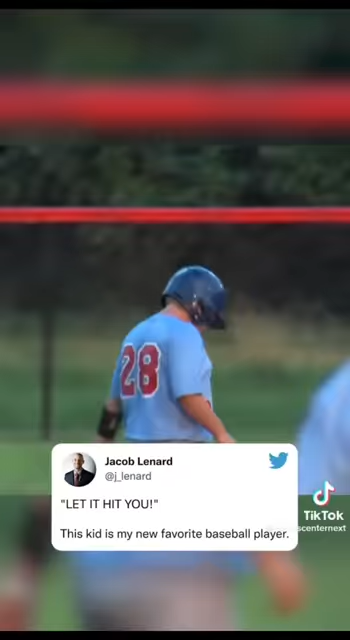 28
Jacob Lenard
@j_lenard
"LET IT HIT YOU!"
This kid is my new favorite baseball player.
TikTok
scenternext